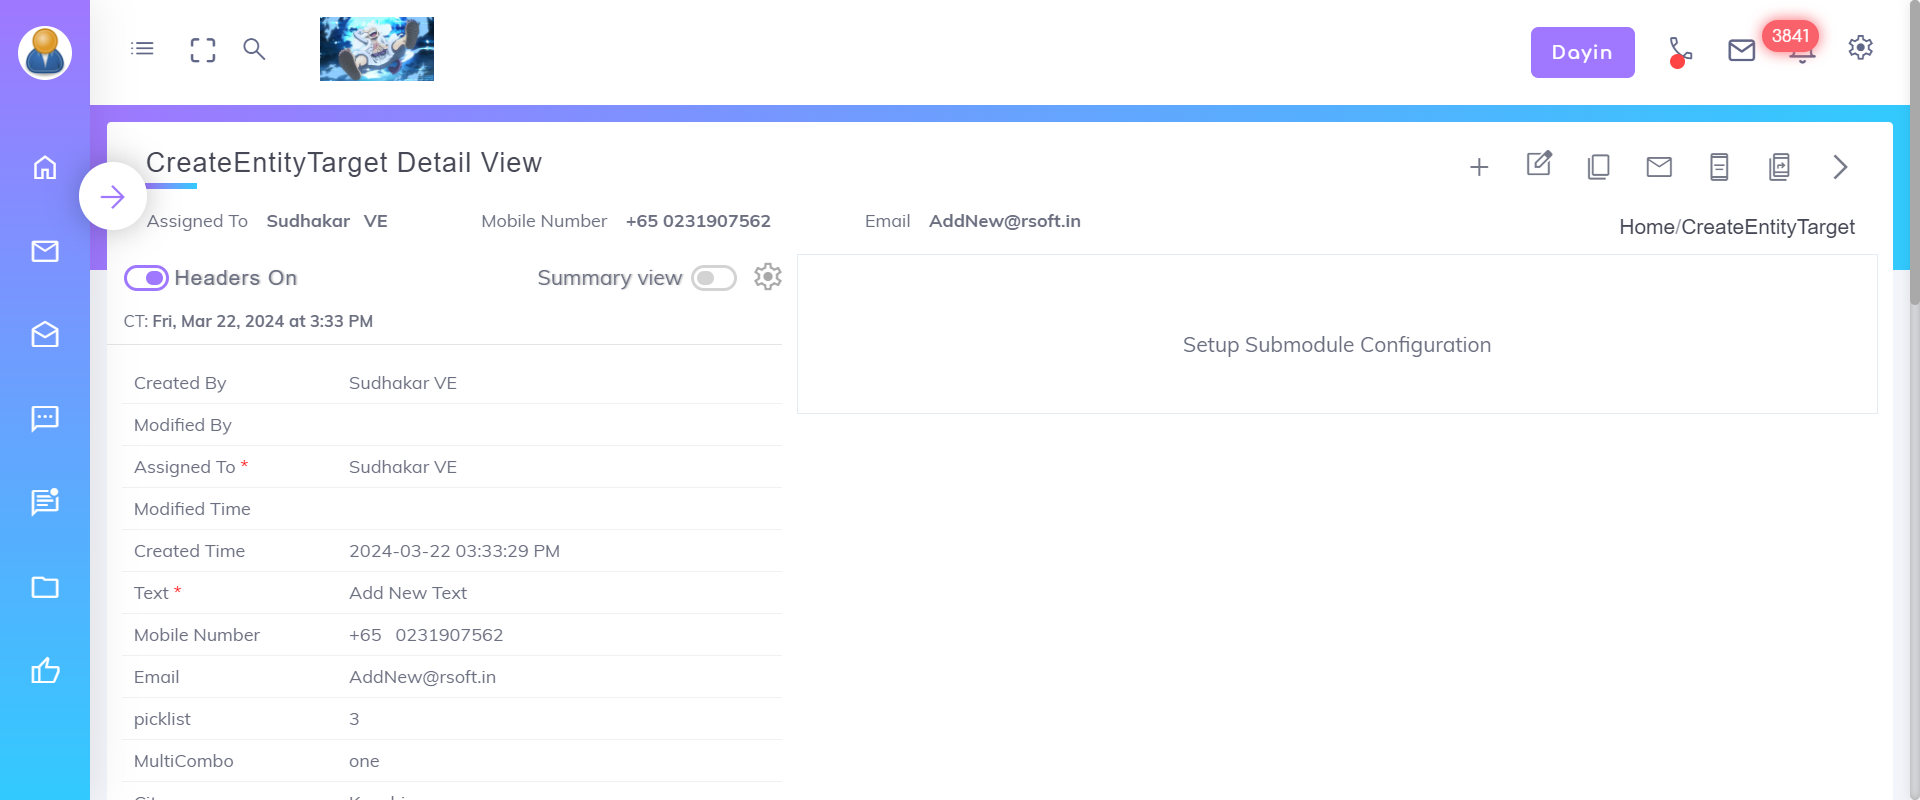 Dayin
3841
CreateEntityTarget Detail View
Assigned To Sudhakar VE Mobile Number +65 0231907562 Email AddNew@rsoft.in
Home/CreateEntityTarget
Headers On Summary view
CT: Fri, Mar 22, 2024 at 3:33 PM
Setup Submodule Configuration
Created By Sudhakar VE
Modified By
Assigned To * Sudhakar VE
Modified Time
Created Time 2024-03-22 03:33:29 PM
Text * Add New Text
Mobile Number +65 0231907562
Email AddNew@rsoft.in
picklist 3
MultiCombo one